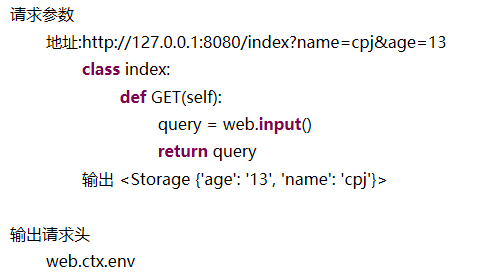 请求参数
地址:http://127.0.0.1:8080/index?name=cpj&age=13
class index:
def GET(self):
query = web.input()
return query
输出 <Storage {'age': '13', 'name': 'cpj'}>
输出请求头
web.ctx.env